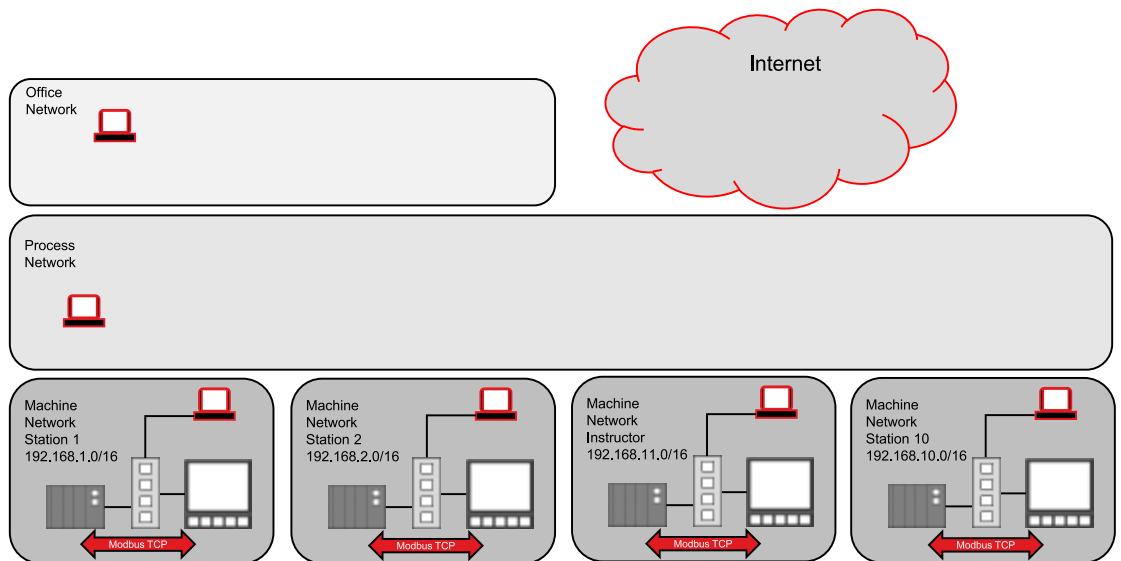 Internet
Office
Network
Process
Network
Machine
Network
Station 1
192.168.1.0/16
Modbus TCP
Machine
Network
Station 2
192.168.2.0/16
Modbus TCP
Machine
Network
Instructor
192.168.11.0/16
Modbus TCP
Machine
Network
Station 10
192.168.10.0/16
Modbus TCP